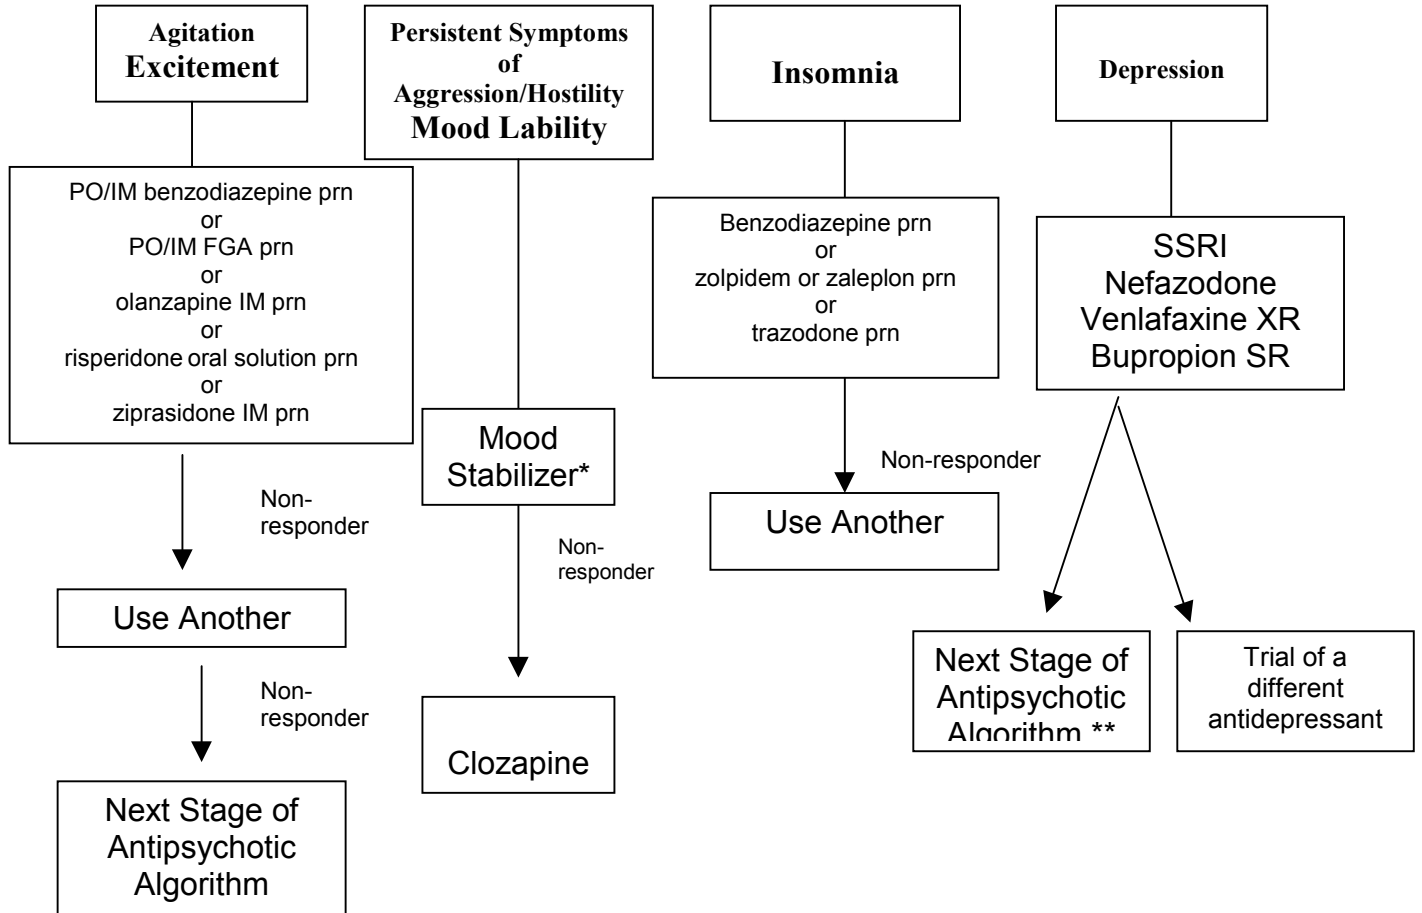 Agitation
Excitement
PO/IM benzodiazepine prn
or
PO/IM FGA prn
or
olanzapine IM prn
or
risperidone oral solution prn
or
ziprasidone IM prn
Non-
responder
Use Another
Non-
responder
Next Stage of
Antipsychotic
Algorithm
Persistent Symptoms
of
Aggression/Hostility
Mood Lability
Mood
Stabilizer*
Non-
responder
Clozapine
Insomnia
Benzodiazepine prn
or
zolpidem or zaleplon prn
or
trazodone prn
Non-responder
Use Another
Depression
SSRI
Nefazodone
Venlafaxine XR
Bupropion SR
Next Stage of
Antipsychotic
Algorithm **
Trial of a
different
antidepressant